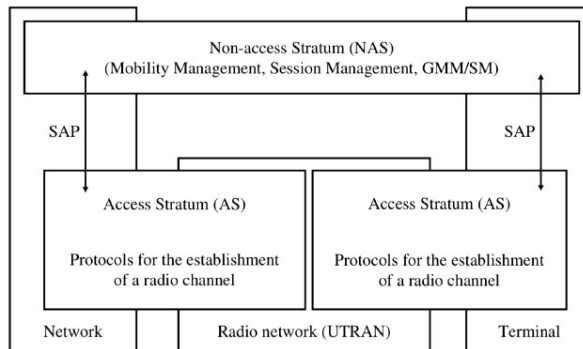 Non-access Stratum (NAS)
(Mobility Management, Session Management, GMM/SM)
SAP
SAP
Access Stratum (AS)
Protocols for the establishment
of a radio channel
Access Stratum (AS)
Protocols for the establishment
of a radio channel
Network
Radio network (UTRAN)
Terminal